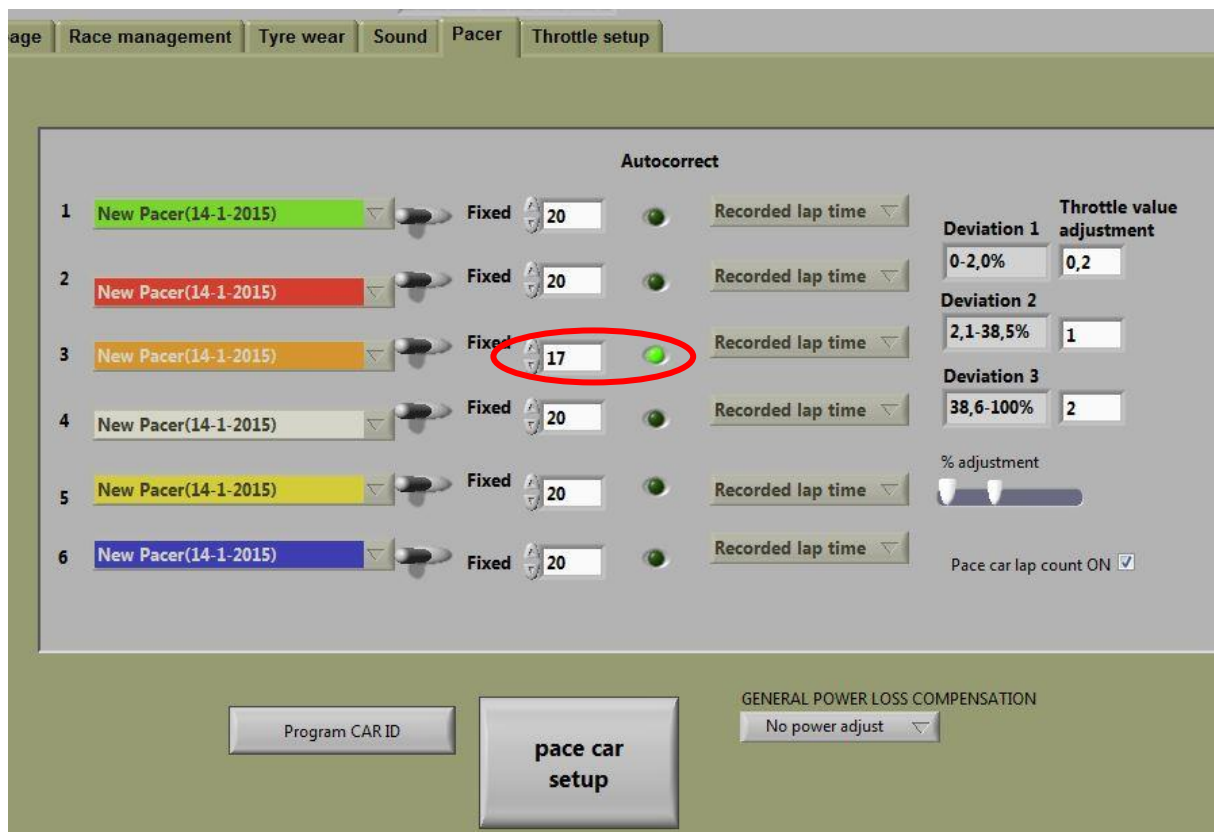 age Race management Tyre wear Sound Pacer Throttle setup
Autocorrect
1 New Pacer(14-1-2015) Fixed 20 Recorded lap time
2 New Pacer(14-1-2015) Fixed 20 Recorded lap time
3 New Pacer(14-1-2015) Fixed 17 Recorded lap time
4 New Pacer(14-1-2015) Fixed 20 Recorded lap time
5 New Pacer(14-1-2015) Fixed 20 Recorded lap time
6 New Pacer(14-1-2015) Fixed 20 Recorded lap time
Deviation 1 Throttle value adjustment
0-2,0% 0,2
Deviation 2
2,1-38,5% 1
Deviation 3
38,6-100% 2
% adjustment
Pace car lap count ON
Program CAR ID
pace car
setup
GENERAL POWER LOSS COMPENSATION
No power adjust